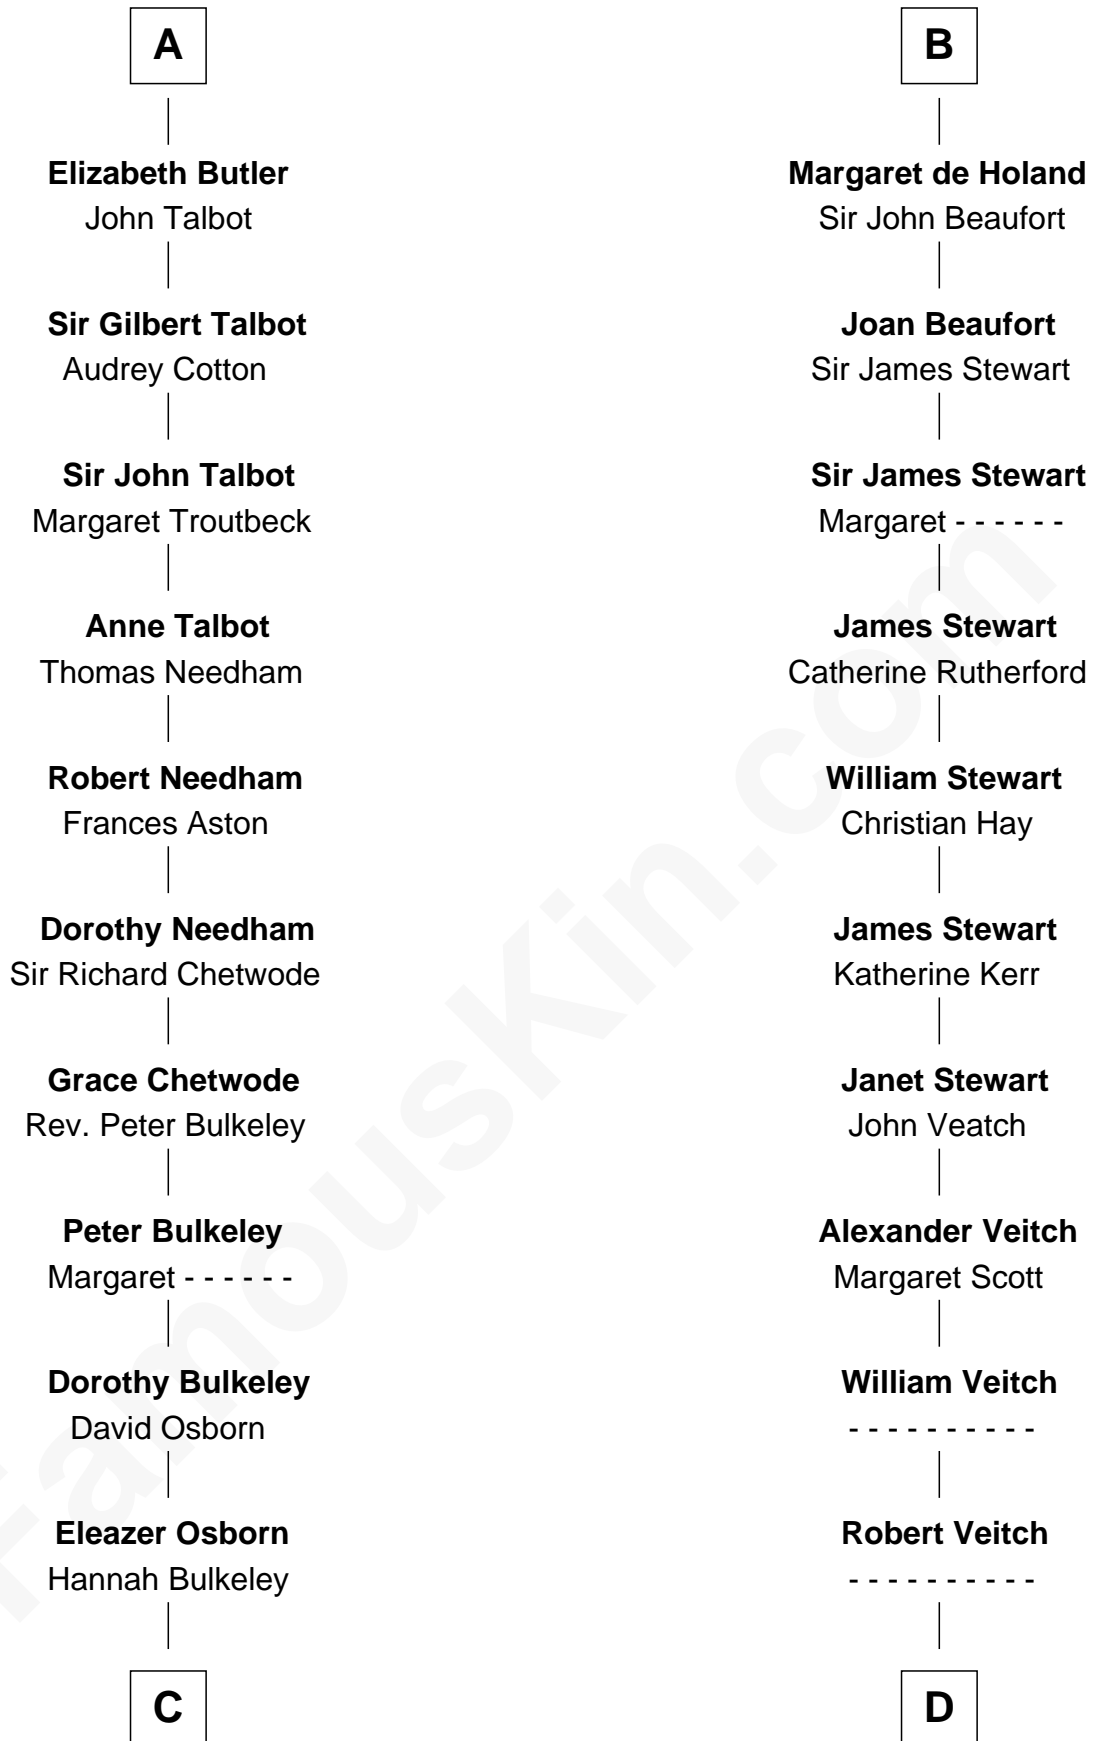 A
Elizabeth Butler
John Talbot
Sir Gilbert Talbot
Audrey Cotton
Sir John Talbot
Margaret Troutbeck
Anne Talbot
Thomas Needham
Robert Needham
Frances Aston
Dorothy Needham
Sir Richard Chetwode
Grace Chetwode
Rev. Peter Bulkeley
Peter Bulkeley
Margaret - - - - - -
Dorothy Bulkeley
David Osborn
Eleazer Osborn
Hannah Bulkeley
C
B
Margaret de Holand
Sir John Beaufort
Joan Beaufort
Sir James Stewart
Sir James Stewart
Margaret - - - - - -
James Stewart
Catherine Rutherford
William Stewart
Christian Hay
James Stewart
Katherine Kerr
Janet Stewart
John Veatch
Alexander Veitch
Margaret Scott
William Veitch
- - - - - - - - - -
Robert Veitch
- - - - - - - - - -
D
FamousKin.com